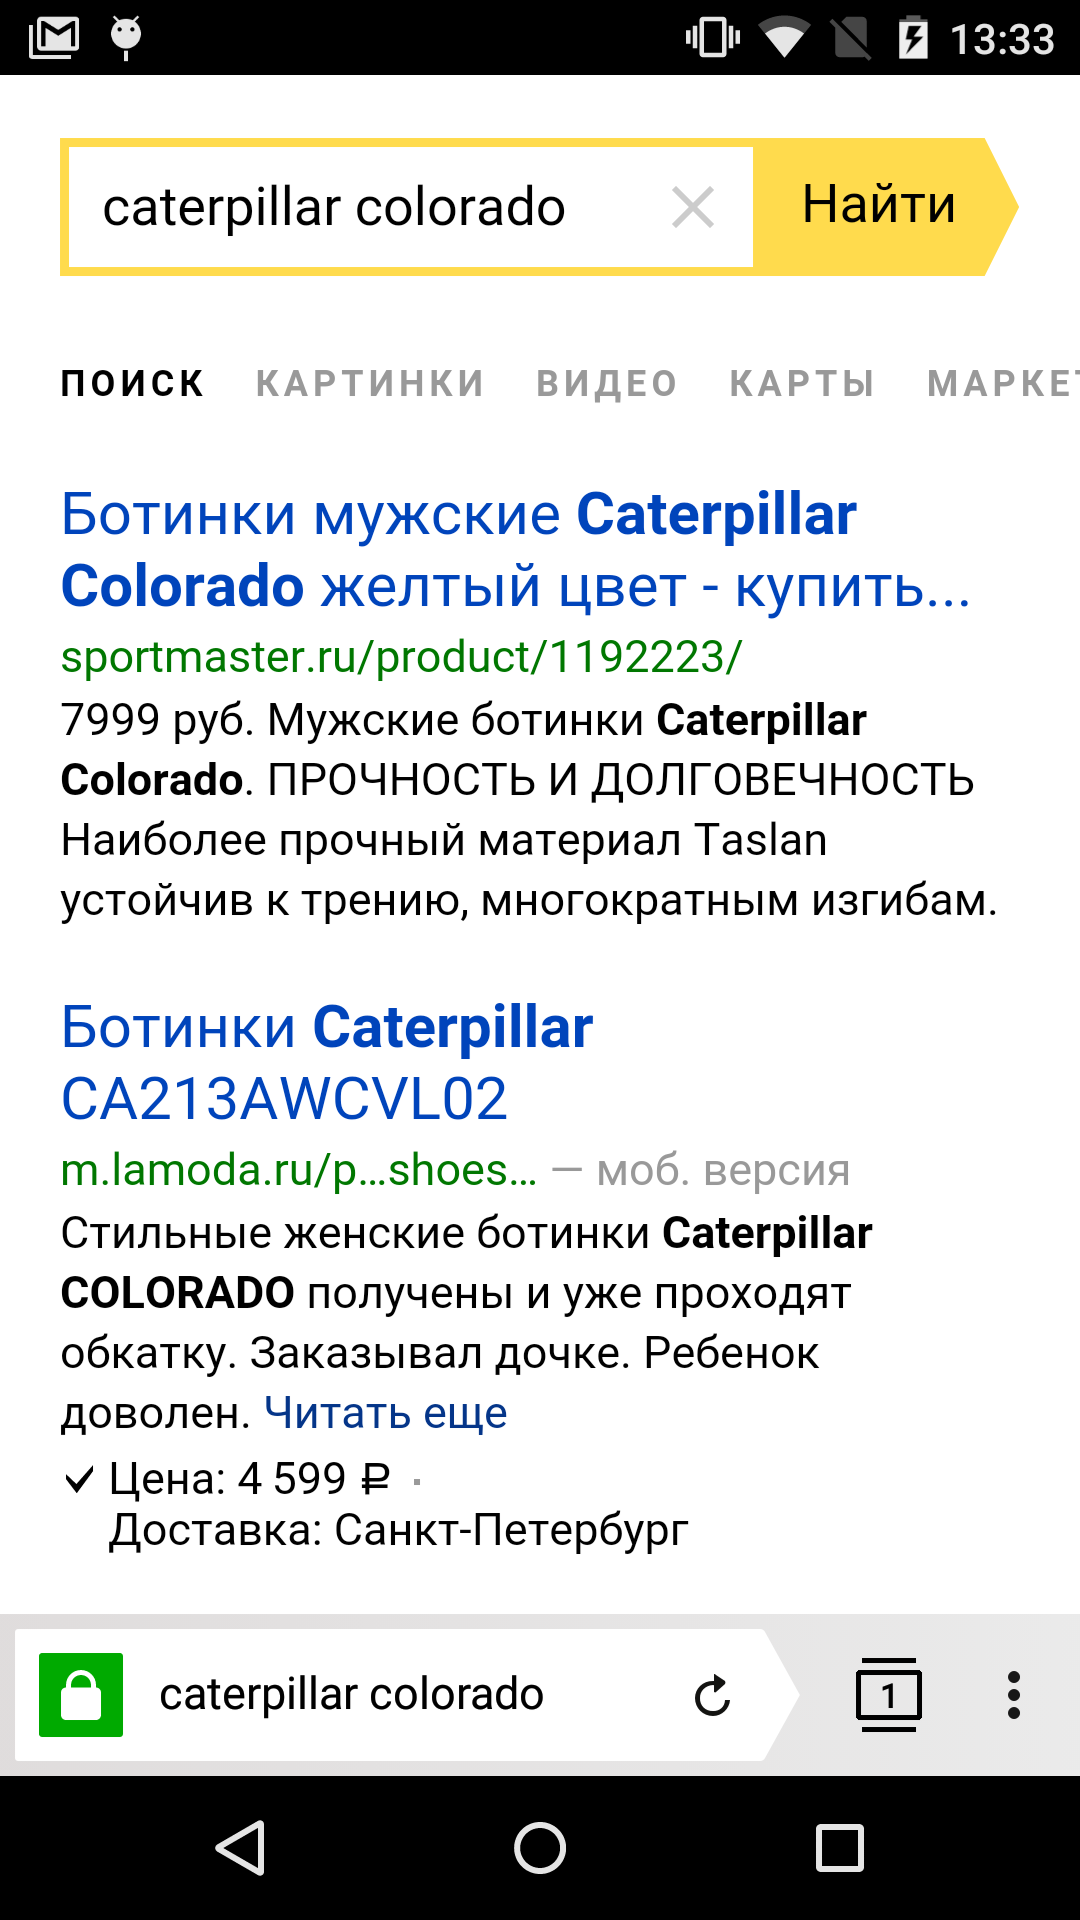 13:33
caterpillar colorado
Найти
ПОИСК КАРТИНКИ ВИДЕО КАРТЫ МАРКЕТ
Ботинки мужские Caterpillar
Colorado желтый цвет - купить...
sportmaster.ru/product/1192223/
7999 руб. Мужские ботинки Caterpillar
Colorado. ПРОЧНОСТЬ И ДОЛГОВЕЧНОСТЬ
Наиболее прочный материал Taslan
устойчив к трению, многократным изгибам.
Ботинки Caterpillar
CA213AWCVL02
m.lamoda.ru/p...shoes... — моб. версия
Стильные женские ботинки Caterpillar
COLORADO получены и уже проходят
обкатку. Заказывал дочке. Ребенок
доволен. Читать еще
Цена: 4 599 ₽ ·
Доставка: Санкт-Петербург
caterpillar colorado
1